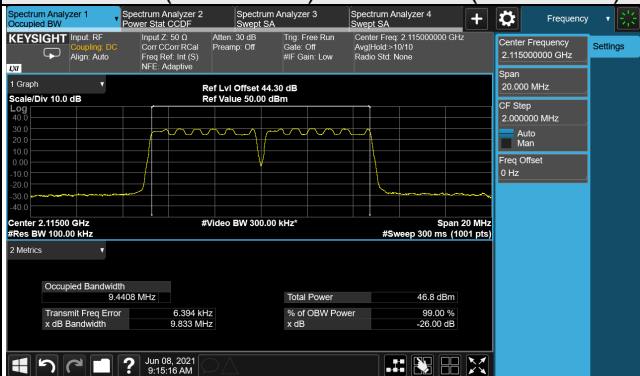 Spectrum Analyzer 1
Occupied BW
Spectrum Analyzer 2
Power Stat CCDF
Spectrum Analyzer 3
Swept SA
Spectrum Analyzer 4
Swept SA
+
Frequency
KEYSIGHT
Input: RF
Coupling: DC
Align: Auto
Input Z: 50 Ω
Corr CCorr RCal
Freq Ref: Int (S)
NFE: Adaptive
Atten: 30 dB
Preamp: Off
Trig: Free Run
Gate: Off
#IF Gain: Low
Center Freq: 2.115000000 GHz
Avg|Hold:>10/10
Radio Std: None
LXI
Center Frequency
2.115000000 GHz
Settings
Span
20.000 MHz
CF Step
2.000000 MHz
Auto
Man
Freq Offset
0 Hz
1 Graph
Scale/Div 10.0 dB
Ref Lvl Offset 44.30 dB
Ref Value 50.00 dBm
Log
40.0
30.0
20.0
10.0
0.00
-10.0
-20.0
-30.0
-40.0
Center 2.11500 GHz
#Video BW 300.00 kHz*
Span 20 MHz
#Res BW 100.00 kHz
#Sweep 300 ms (1001 pts)
2 Metrics
Occupied Bandwidth
9.4408 MHz
Total Power 46.8 dBm
Transmit Freq Error 6.394 kHz
% of OBW Power 99.00 %
x dB Bandwidth 9.833 MHz
x dB -26.00 dB
?
Jun 08, 2021
9:15:16 AM